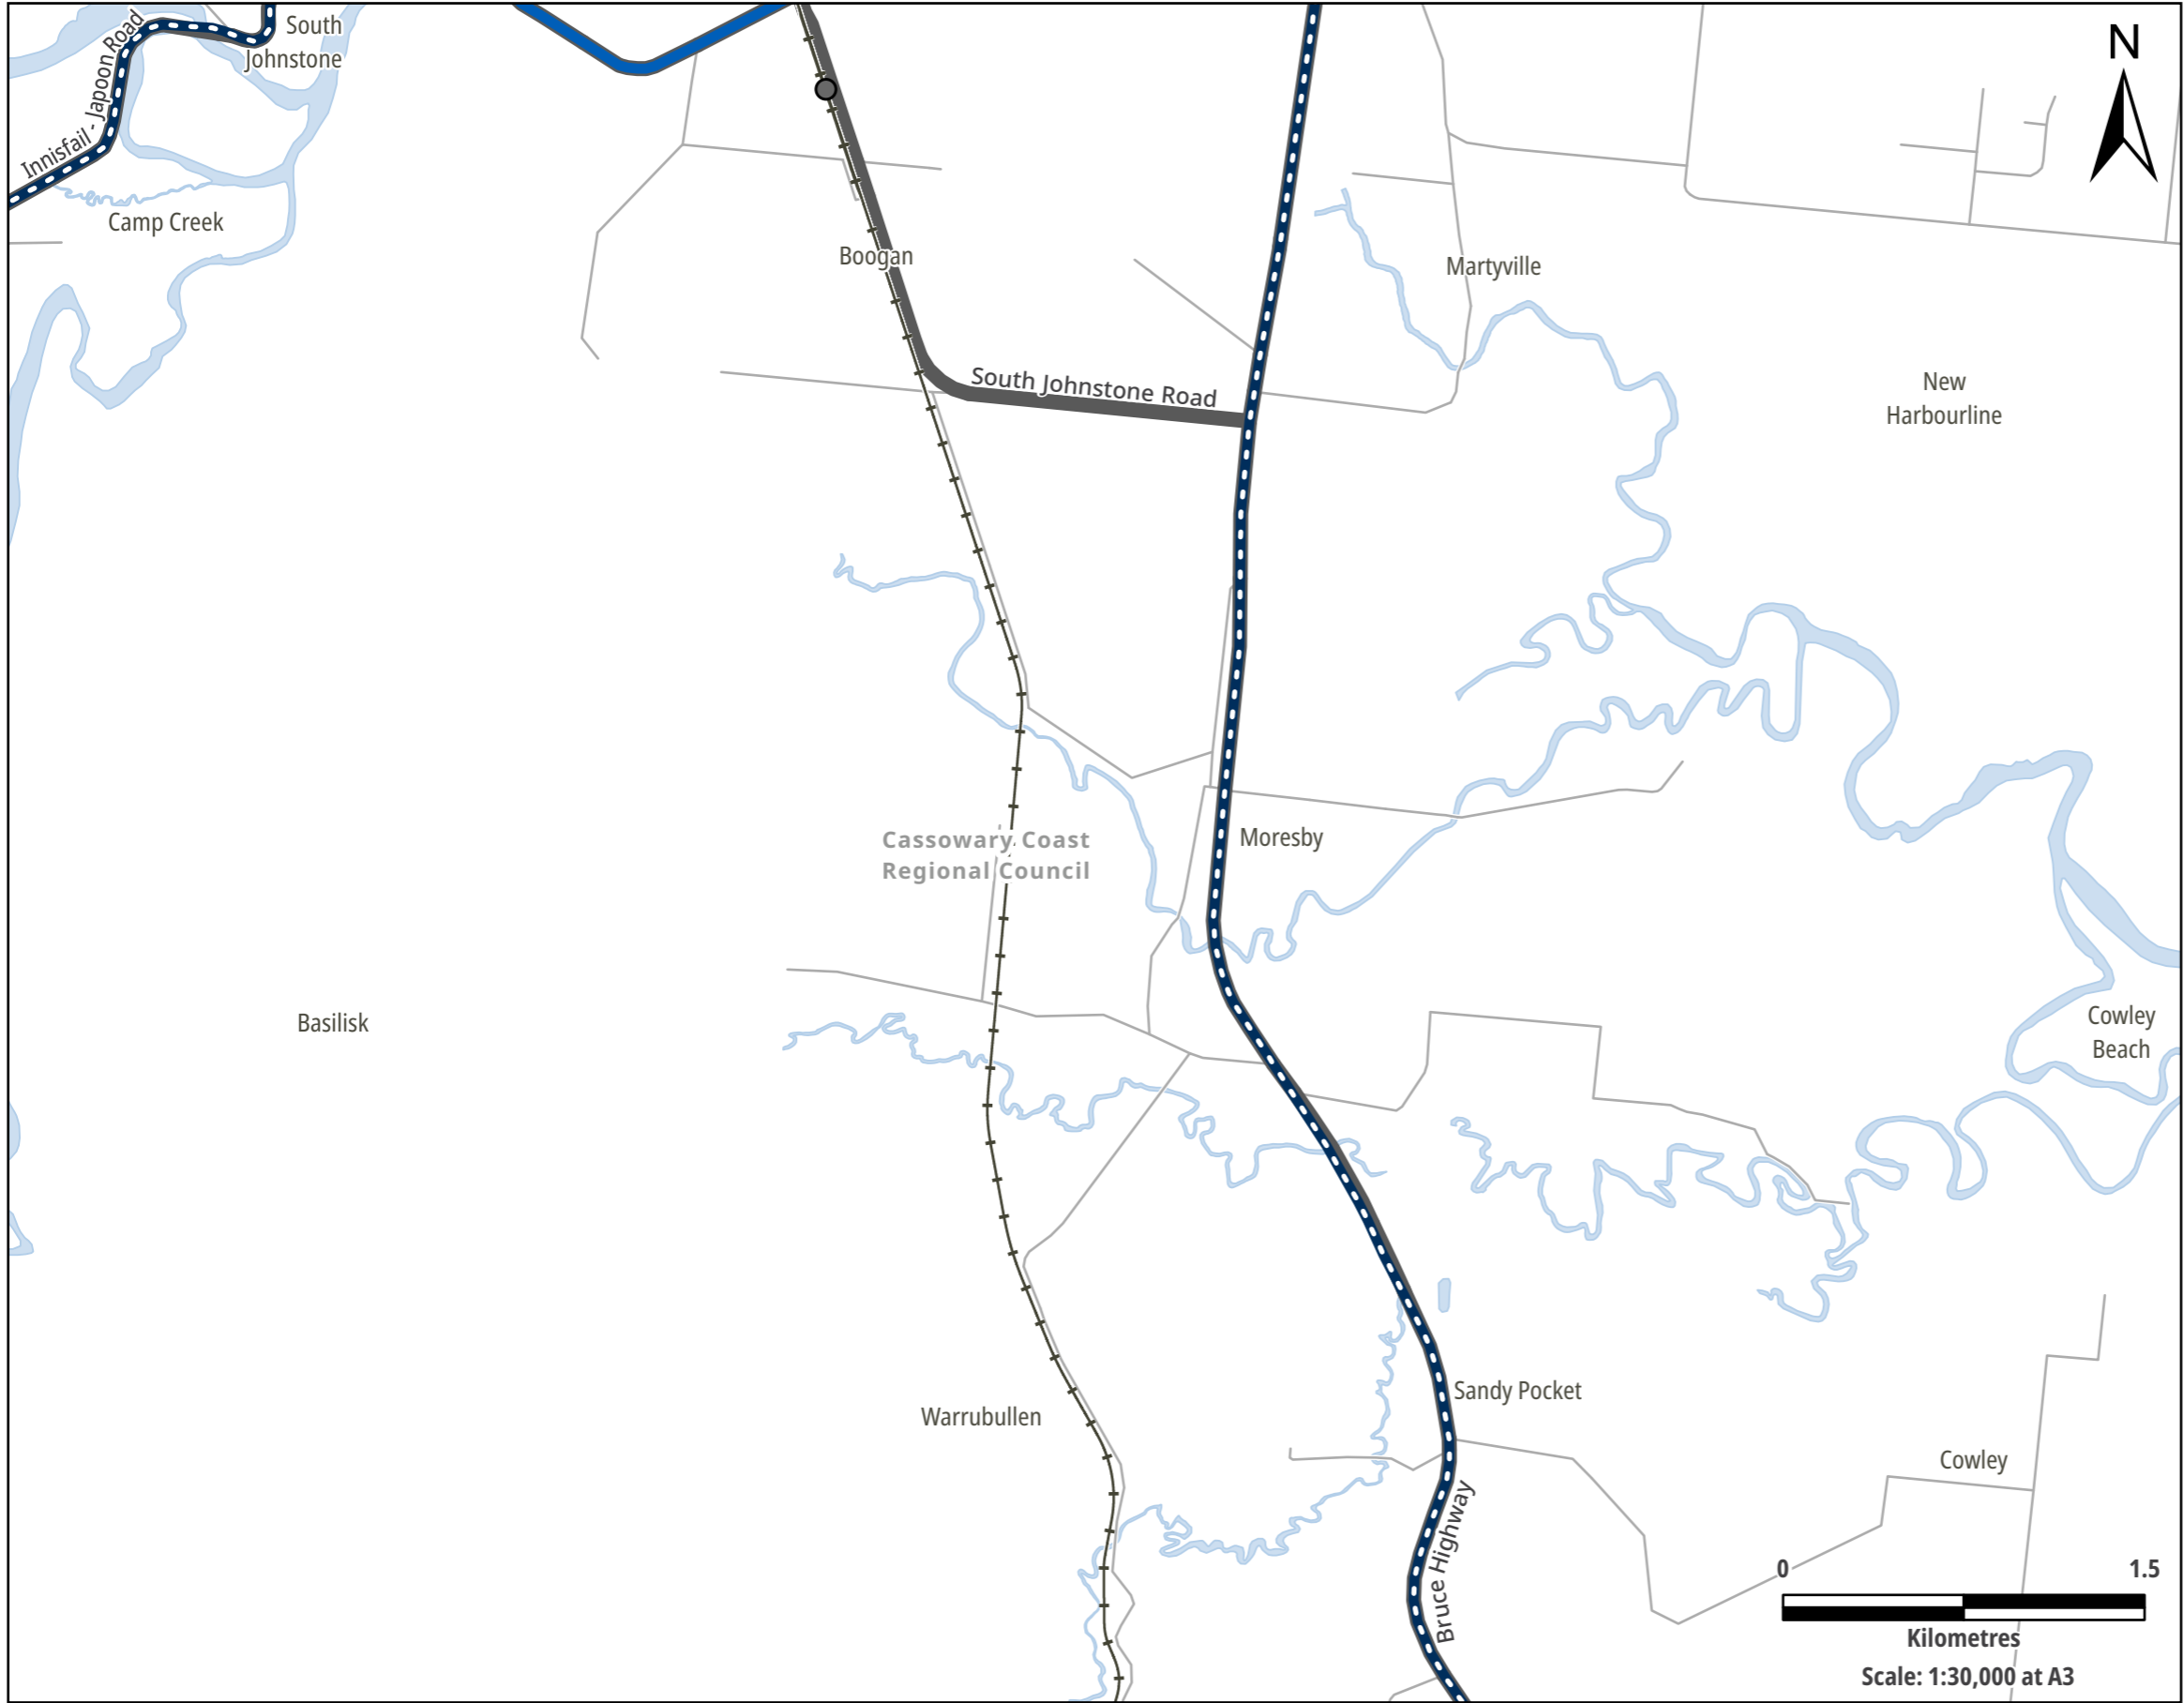 South
Johnstone
N
Innisfail - Japoon Road
Camp Creek
Boogan
Martyville
South Johnstone Road
New
Harbourline
Cassowary Coast
Regional Council
Moresby
Basilisk
Cowley
Beach
Sandy Pocket
Warrubullen
Cowley
Bruce Highway
0 1.5
Kilometres
Scale: 1:30,000 at A3